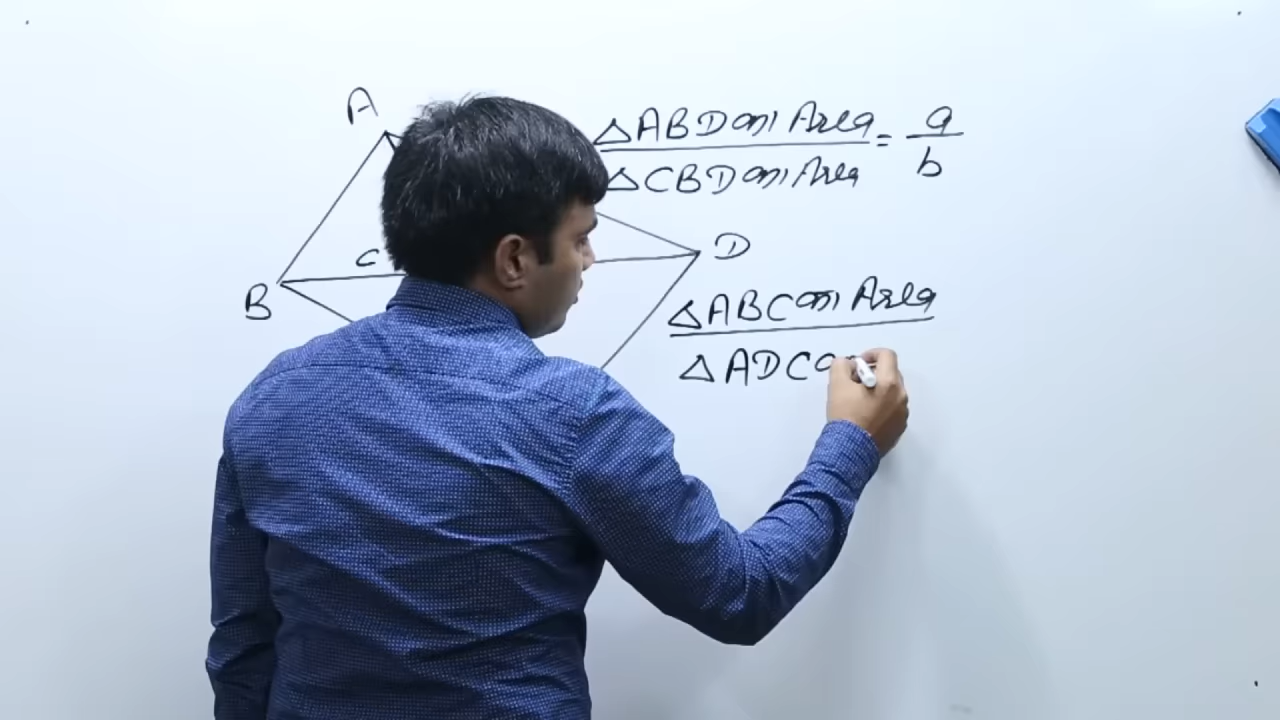 A
△ABD का Area
△CBD का Area
= a
b
c
D
B
△ABC का Area
△ADC